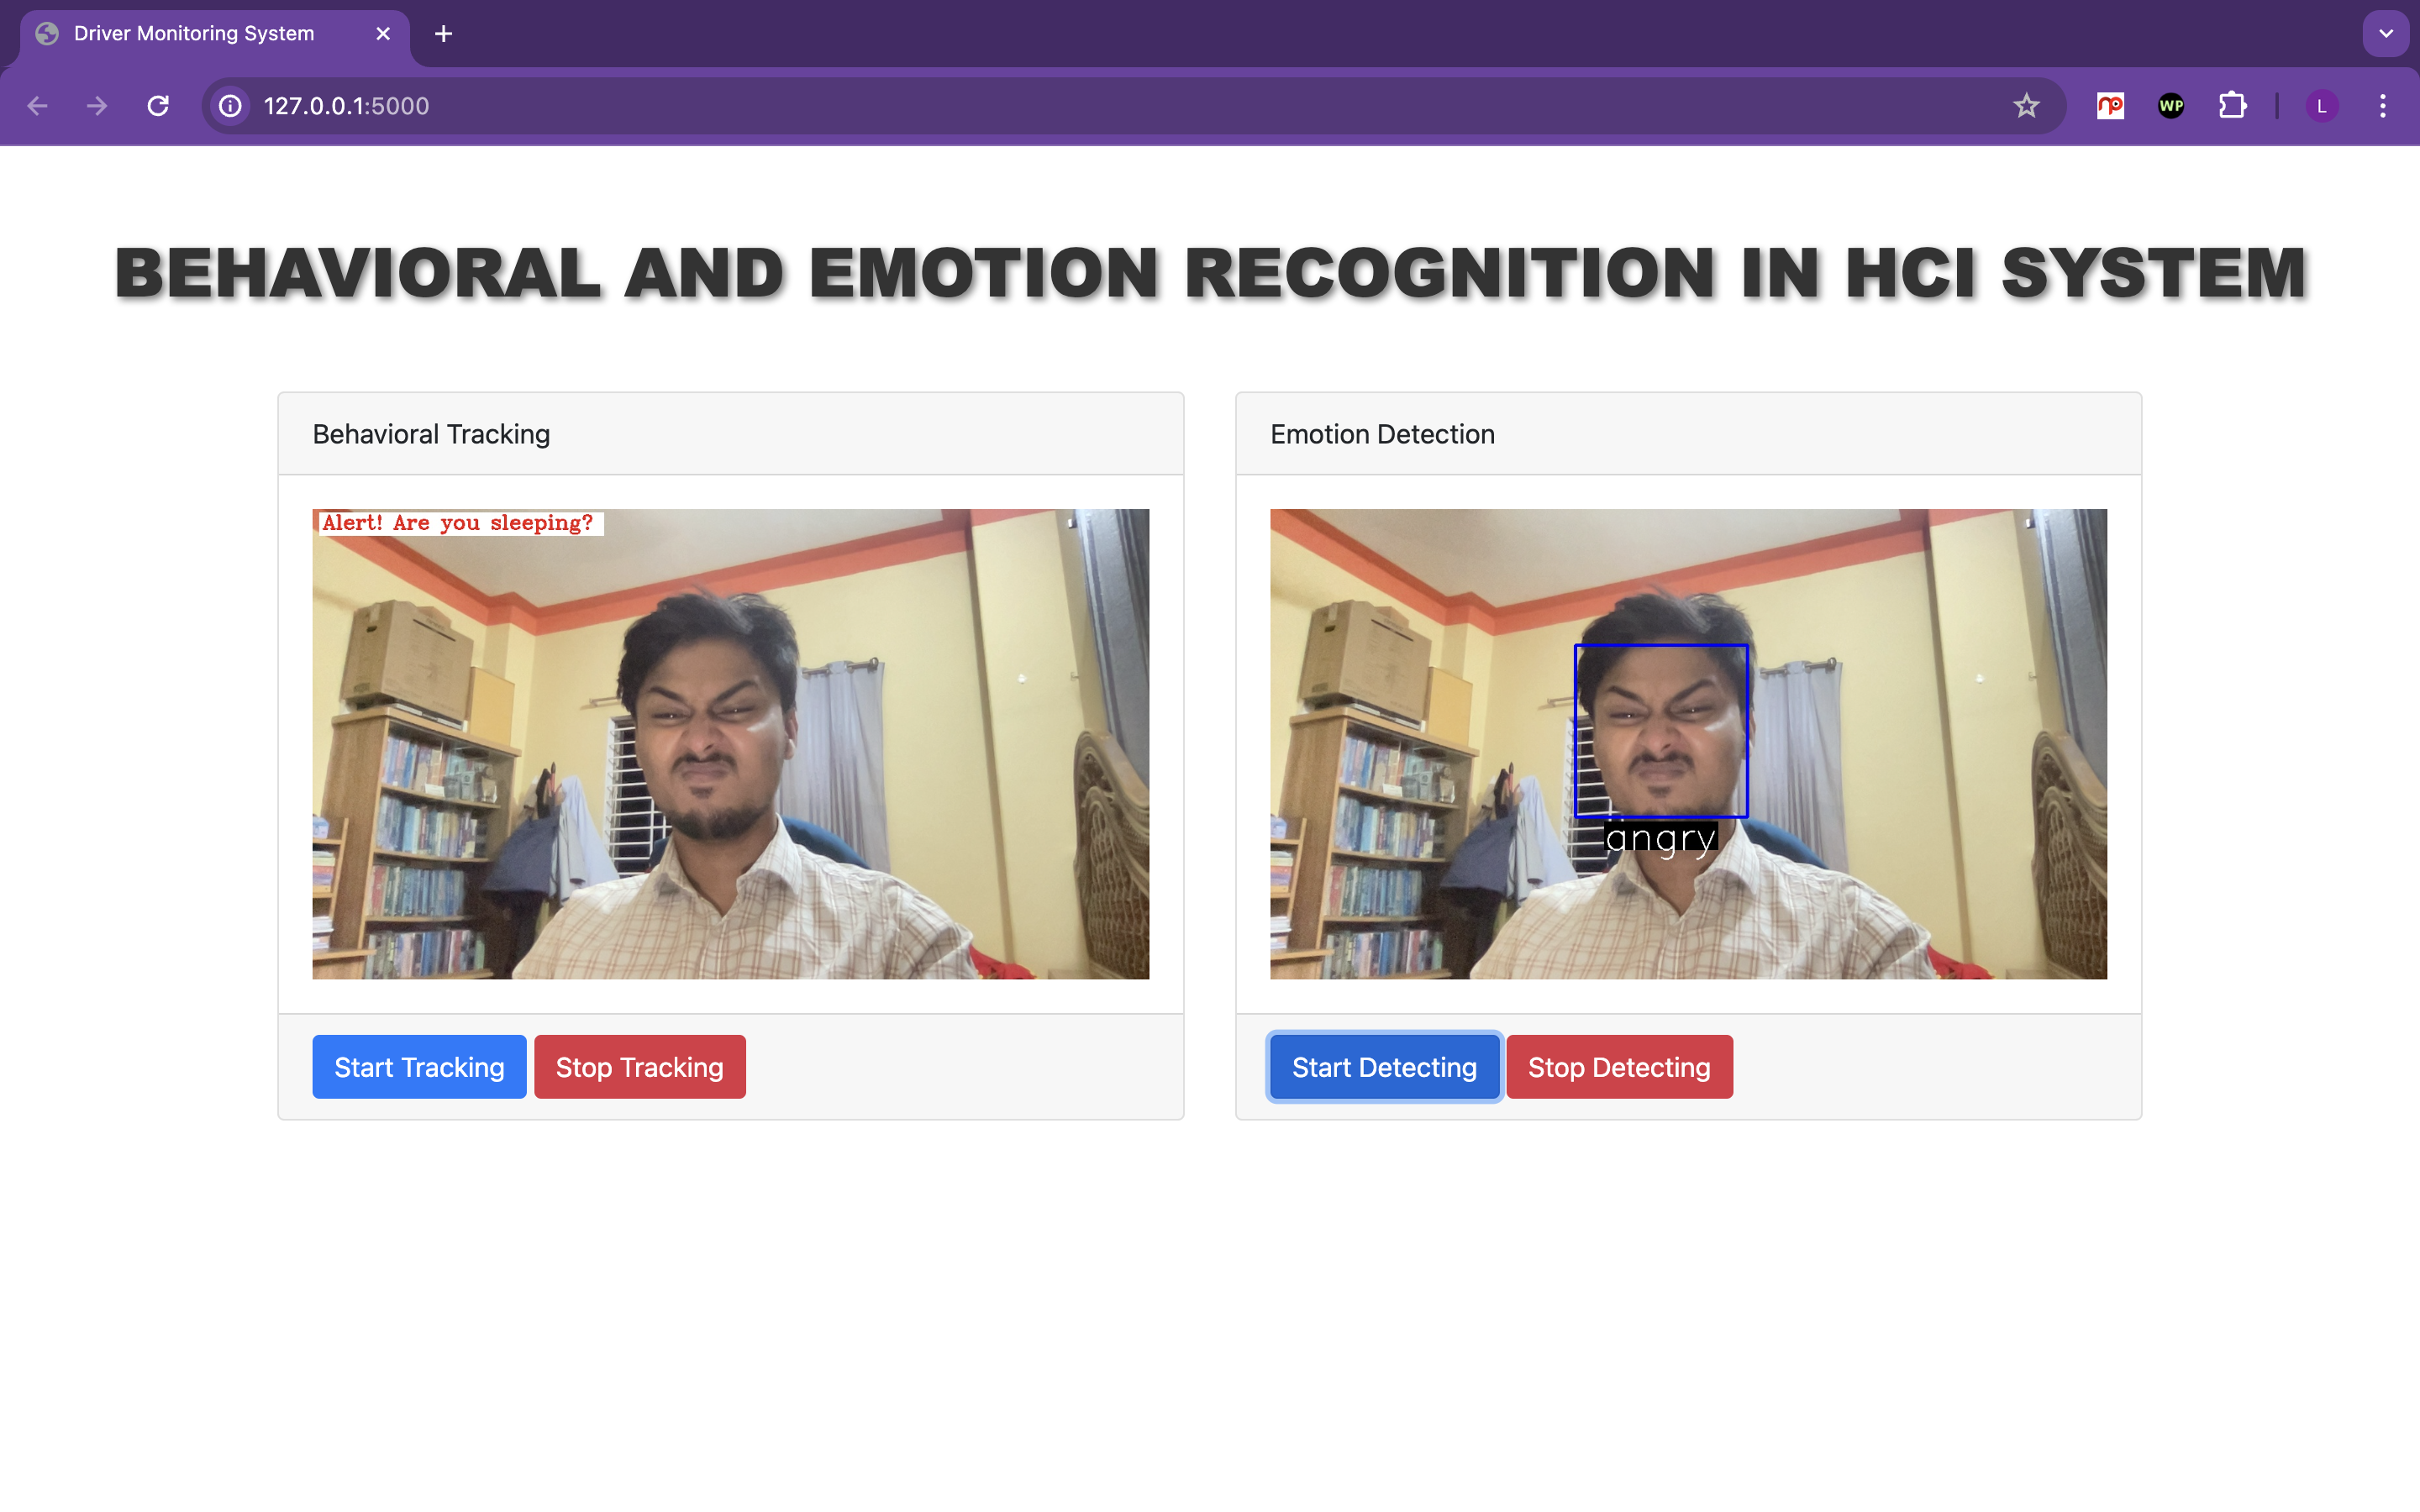 Driver Monitoring System
127.0.0.1:5000
WP
L
BEHAVIORAL AND EMOTION RECOGNITION IN HCI SYSTEM
Behavioral Tracking
Emotion Detection
Alert! Are you sleeping?
angry
Start Tracking
Stop Tracking
Start Detecting
Stop Detecting